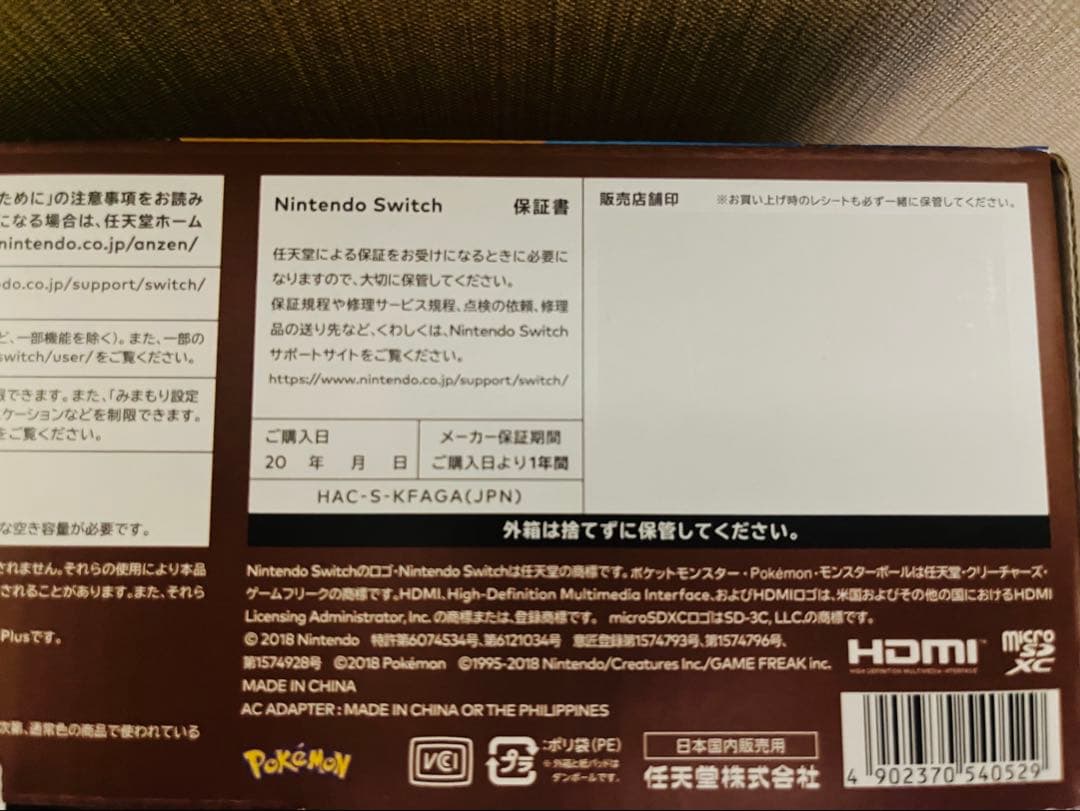 ために」の注意事項をお読み
になる場合は、任天堂ホーム
nintendo.co.jp/anzen/
do.co.jp/support/switch/
ど、一部機能を除く)。また、一部の
switch/user/をご覧ください。
限できます。また、「みまもり設定
ケーションなどを制限できます。
をご覧ください。
な空き容量が必要です。
されません。それらの使用により本品
されることがあります。また、それら
Plusです。
次第、通常色の商品で使われている
Nintendo Switch 保証書
任天堂による保証をお受けになるときに必要に
なりますので、大切に保管してください。
保証規程や修理サービス規程、点検の依頼、修理
品の送り先など、くわしくは、Nintendo Switch
サポートサイトをご覧ください。
https://www.nintendo.co.jp/support/switch/
ご購入日
20 年 月 日
メーカー保証期間
ご購入日より1年間
HAC-S-KFAGA(JPN)
販売店舗印 ※お買い上げ時のレシートも必ず一緒に保管してください。
外箱は捨てずに保管してください。
Nintendo Switchのロゴ・Nintendo Switchは任天堂の商標です。ポケットモンスター・Pokémon・モンスターボールは任天堂・クリーチャーズ・
ゲームフリークの商標です。HDMI、High-Definition Multimedia Interface、およびHDMIロゴは、米国およびその他の国におけるHDMI
Licensing Administrator, Inc. の商標または、登録商標です。 microSDXCロゴはSD-3C, LLC.の商標です。
©2018 Nintendo 特許第6074534号、第6121034号 意匠登録第1574793号、第1574796号、
第1574928号 ©2018 Pokémon ©1995-2018 Nintendo/Creatures Inc./GAME FREAK inc.
MADE IN CHINA
AC ADAPTER : MADE IN CHINA OR THE PHILIPPINES
HDMI™
HIGH-DEFINITION MULTIMEDIA INTERFACE
micro
SD
XC
POKéMON
VCCI
プラ
:ポリ袋(PE)
※外箱と紙パッドは
ダンボールです。
日本国内販売用
任天堂株式会社
4 902370 540529